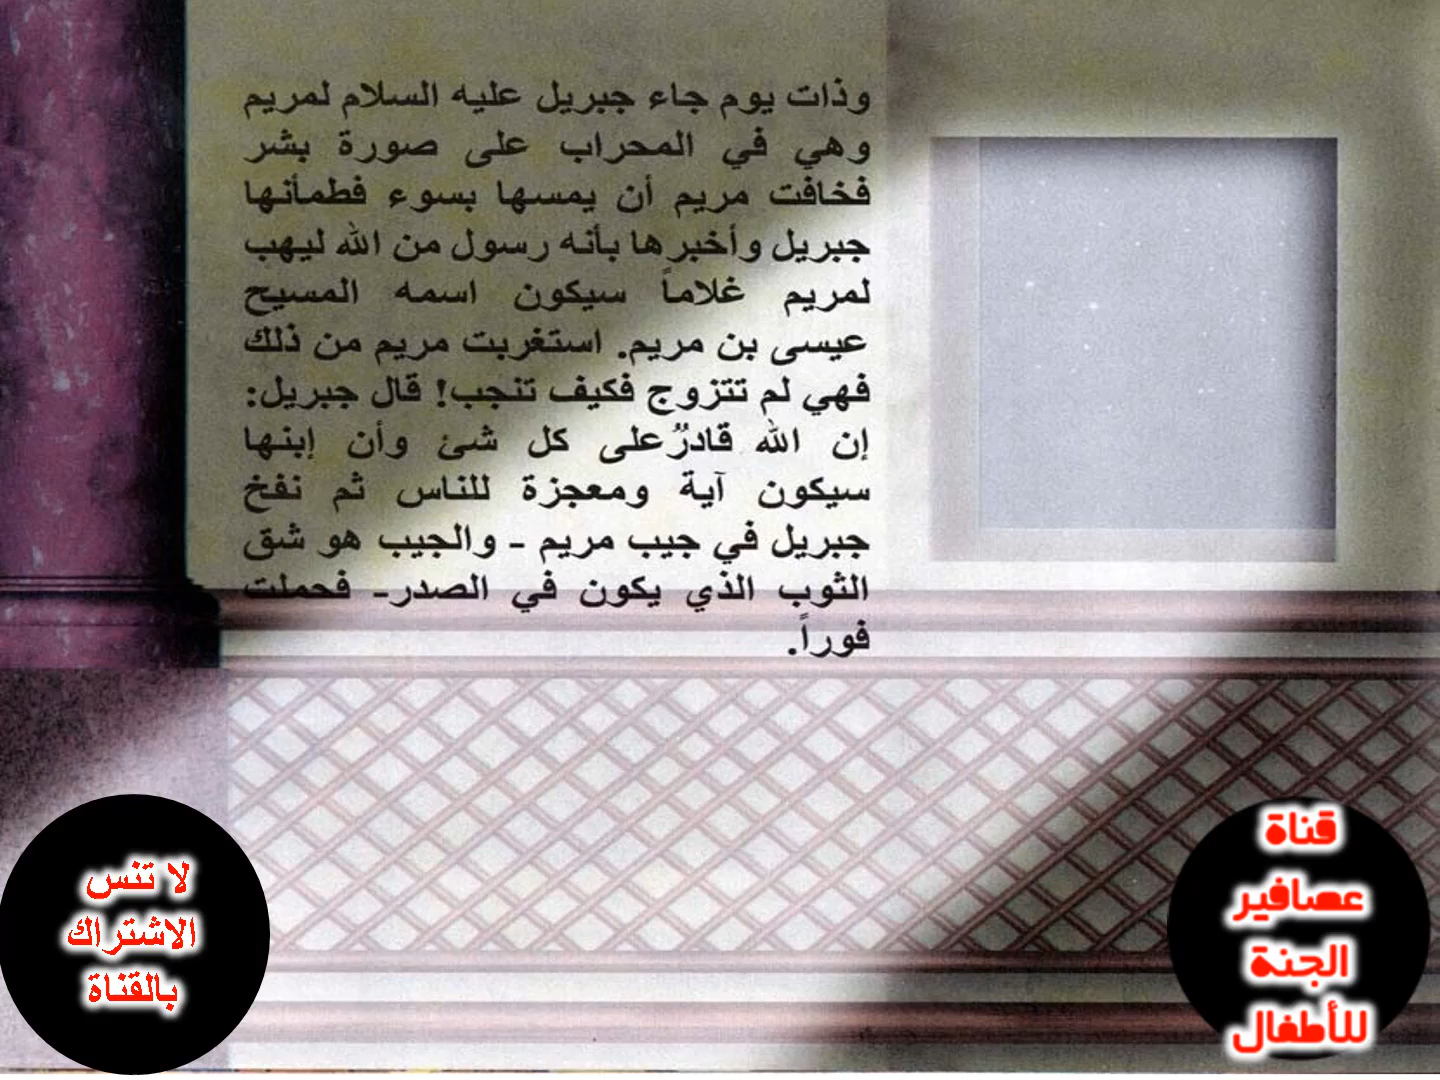 وذات يوم جاء جبريل عليه السلام لمريم
وهي في المحراب على صورة بشر
فخافت مريم أن يمسها بسوء فطمأنها
جبريل وأخبرها بأنه رسول من الله ليهب
لمريم غلاماً سيكون اسمه المسيح
عيسى بن مريم. استغربت مريم من ذلك
فهي لم تتزوج فكيف تنجب! قال جبريل:
إن الله قادرٌ على كل شئ وأن إبنها
سيكون آية ومعجزة للناس ثم نفخ
جبريل في جيب مريم - والجيب هو شق
الثوب الذي يكون في الصدر- فحملت
فوراً.
قناة
عصافير
الجنة
للأطفال
لا تنس
الاشتراك
بالقناة